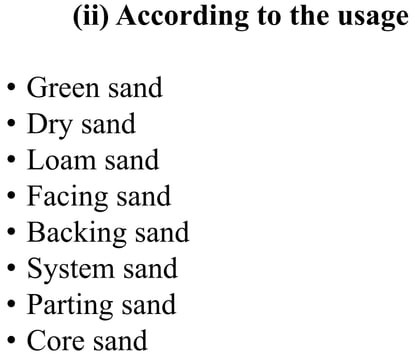 (ii) According to the usage
• Green sand
• Dry sand
• Loam sand
• Facing sand
• Backing sand
• System sand
• Parting sand
• Core sand